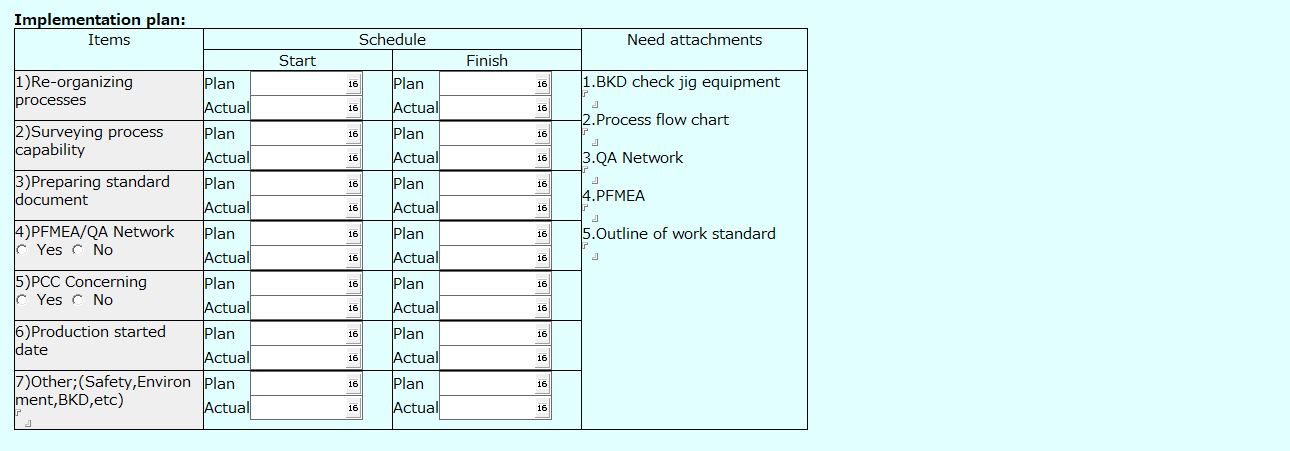 Implementation plan:
Items Schedule Need attachments
Start Finish
1)Re-organizing
processes
Plan 16 Plan 16
Actual 16 Actual 16
2)Surveying process
capability
Plan 16 Plan 16
Actual 16 Actual 16
3)Preparing standard
document
Plan 16 Plan 16
Actual 16 Actual 16
4)PFMEA/QA Network
Yes No
Plan 16 Plan 16
Actual 16 Actual 16
5)PCC Concerning
Yes No
Plan 16 Plan 16
Actual 16 Actual 16
6)Production started
date
Plan 16 Plan 16
Actual 16 Actual 16
7)Other;(Safety,Environ
ment,BKD,etc)
Plan 16 Plan 16
Actual 16 Actual 16
1.BKD check jig equipment
2.Process flow chart
3.QA Network
4.PFMEA
5.Outline of work standard